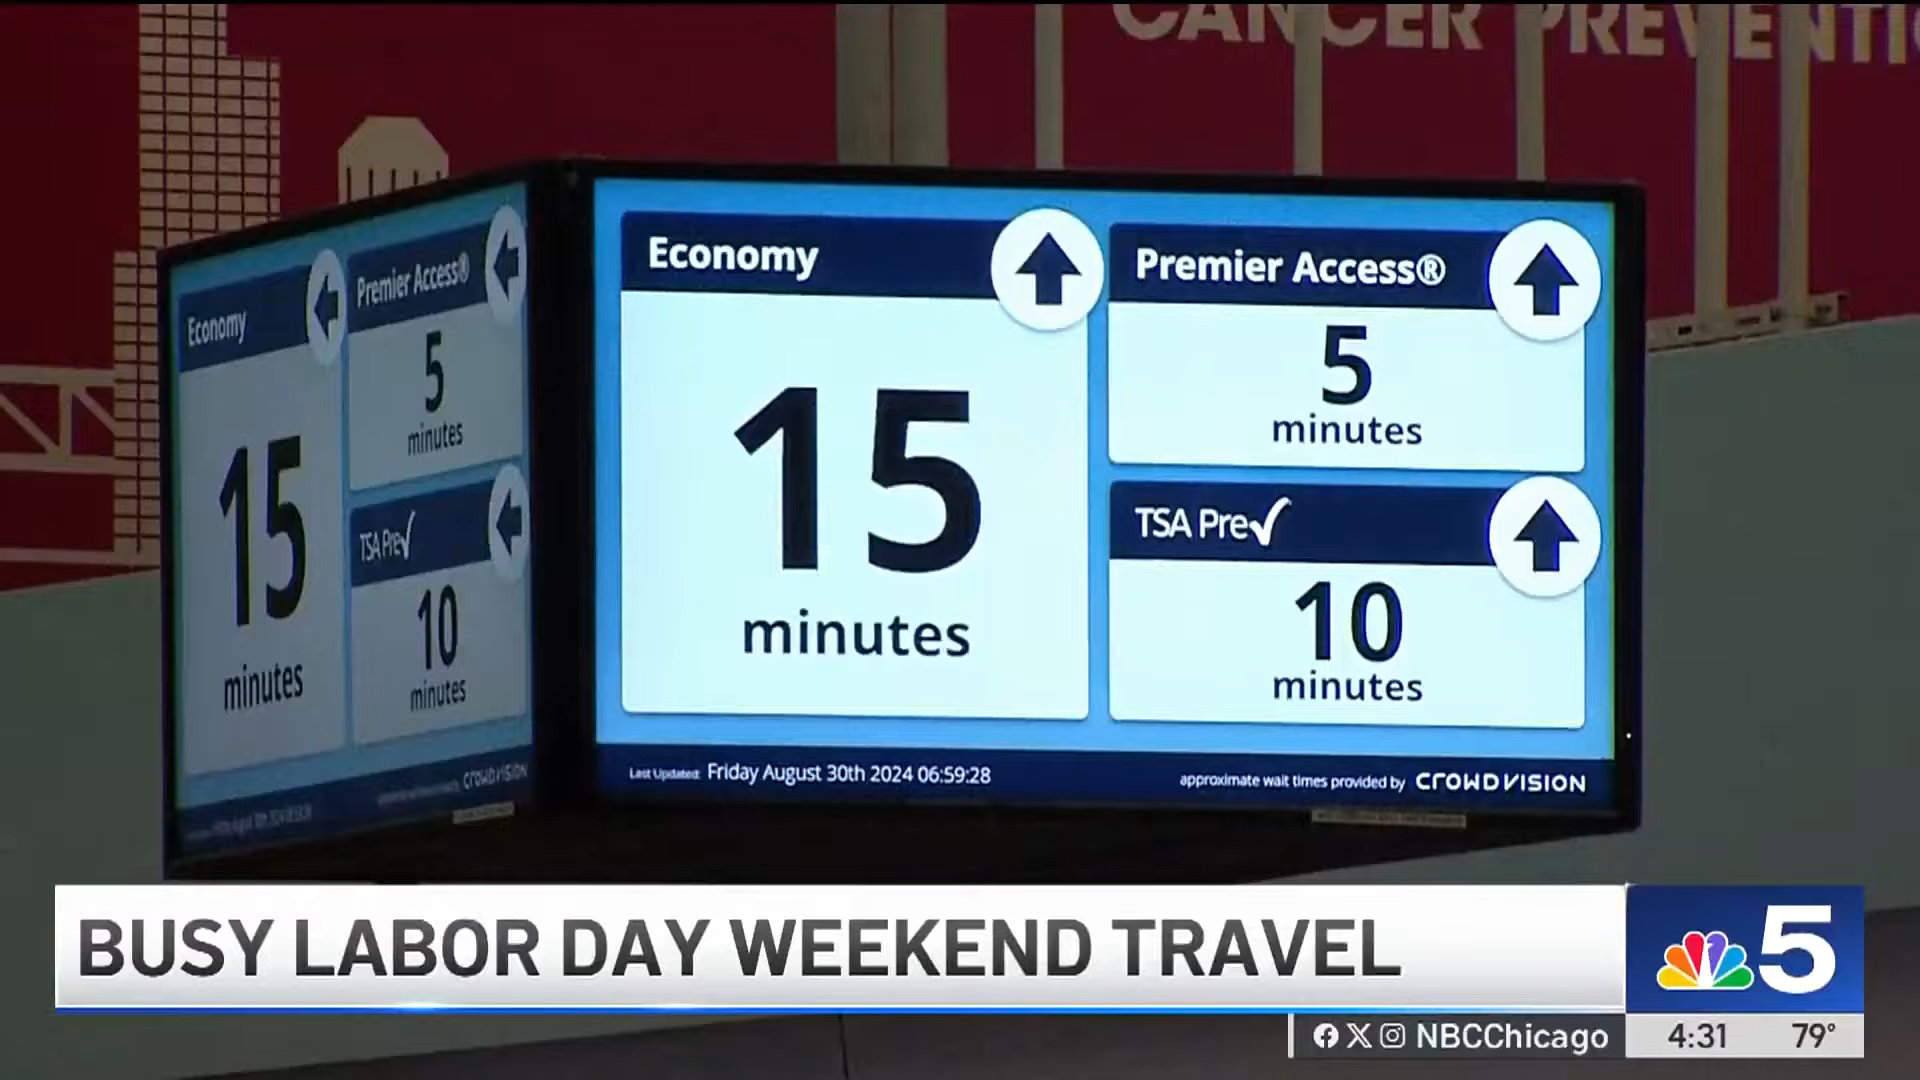 CANCER PREVENTI
Economy
15
minutes
Premier Access®
5
minutes
TSA Pre✓
10
minutes
CROWDVISION
Economy
15
minutes
Premier Access®
5
minutes
TSA Pre✓
10
minutes
Last Updated: Friday August 30th 2024 06:59:28
approximate wait times provided by CROWDVISION
BUSY LABOR DAY WEEKEND TRAVEL
5
NBCChicago
4:31 79°